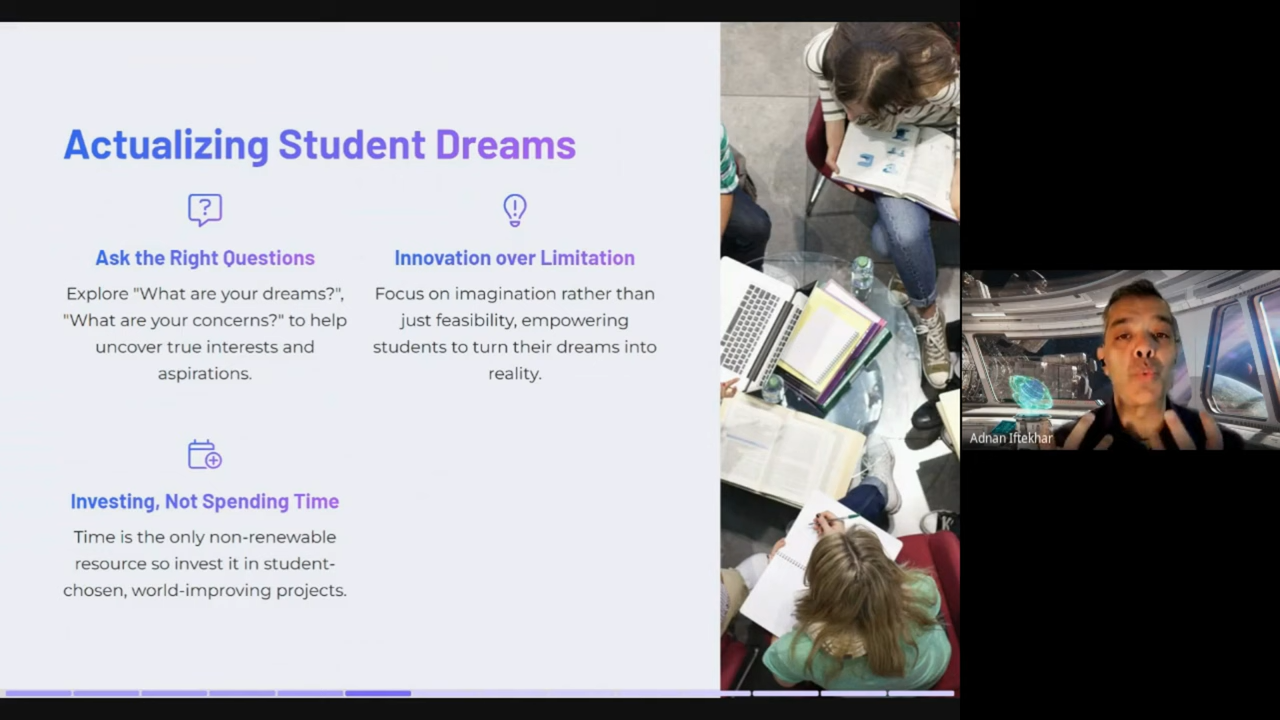 Actualizing Student Dreams
Ask the Right Questions
Explore "What are your dreams?",
"What are your concerns?" to help
uncover true interests and
aspirations.
Innovation over Limitation
Focus on imagination rather than
just feasibility, empowering
students to turn their dreams into
reality.
Investing, Not Spending Time
Time is the only non-renewable
resource so invest it in student-
chosen, world-improving projects.
Adnan Iftekhar